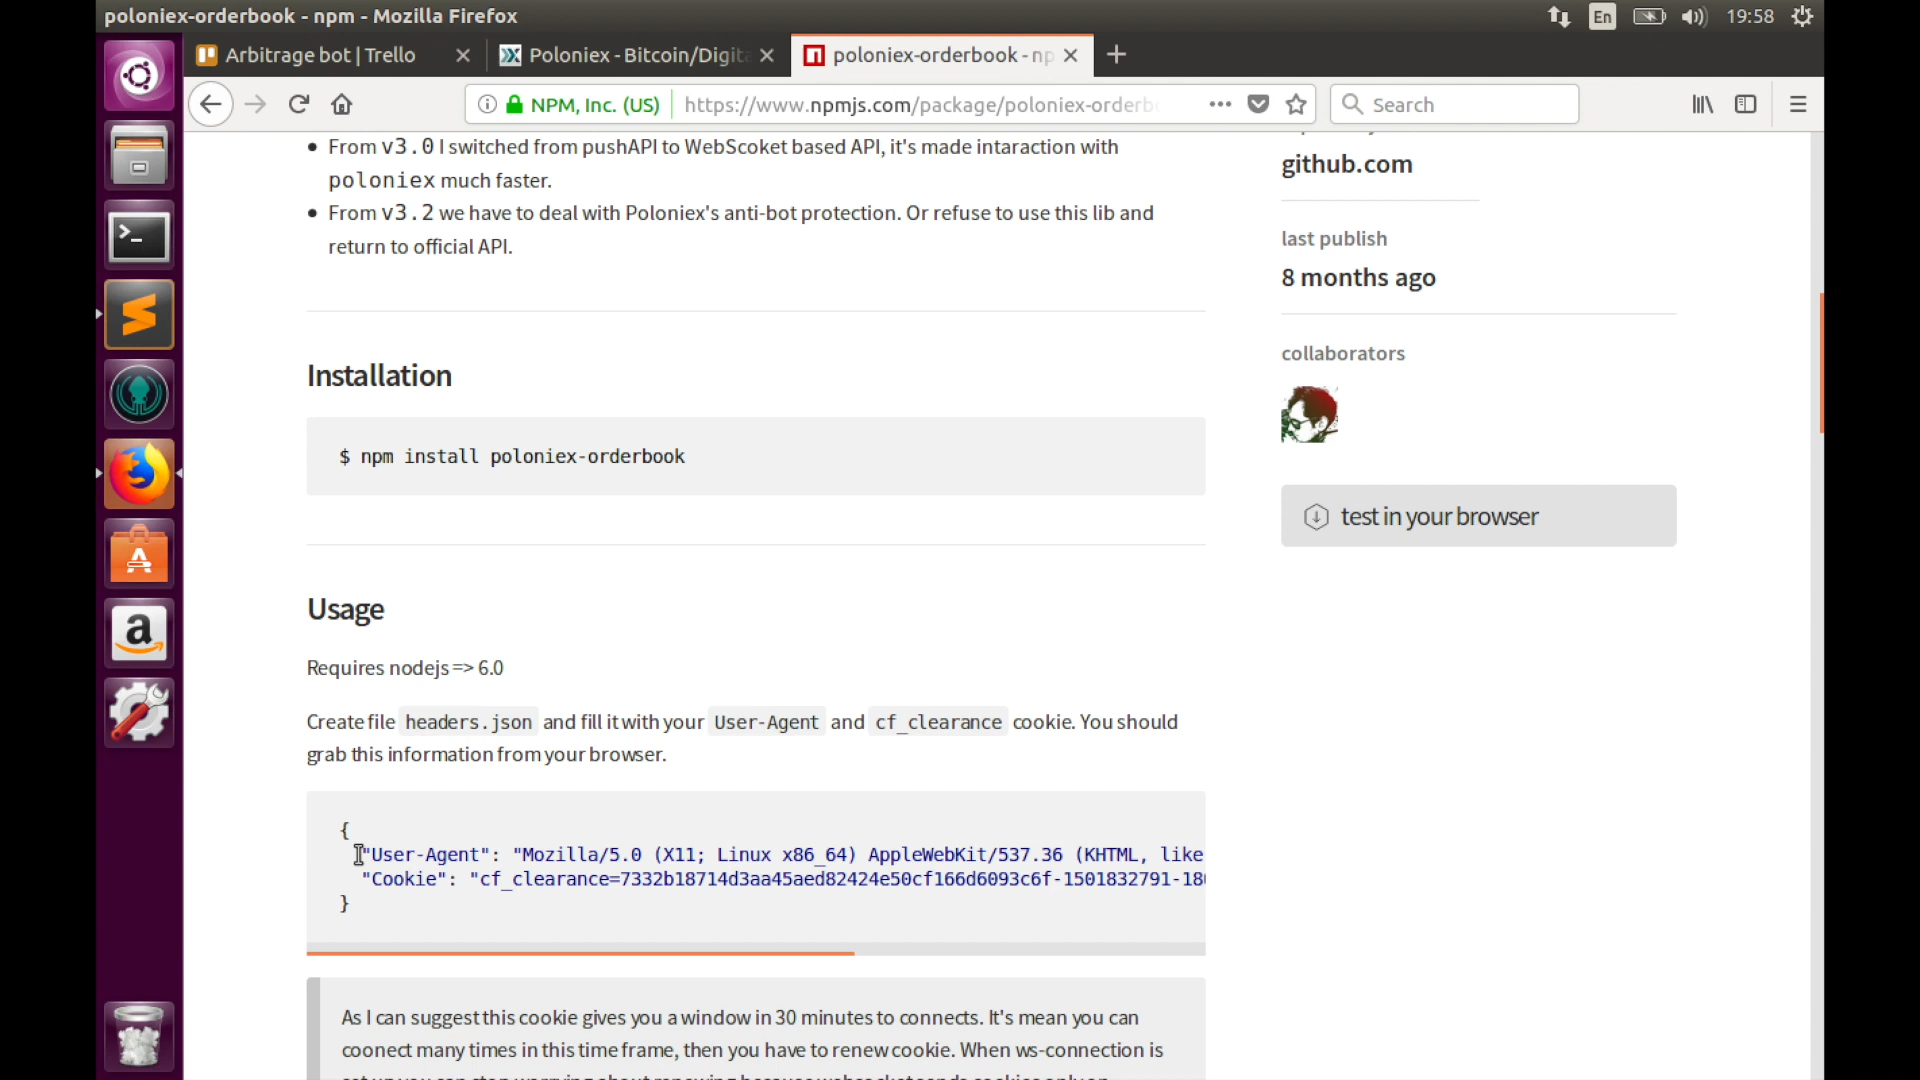 poloniex-orderbook - npm - Mozilla Firefox
En
19:58
Arbitrage bot | Trello
Poloniex - Bitcoin/Digita
poloniex-orderbook - np
NPM, Inc. (US)
https://www.npmjs.com/package/poloniex-orderb
Search
From v3.0 I switched from pushAPI to WebScoket based API, it's made intaraction with
poloniex much faster.
From v3.2 we have to deal with Poloniex's anti-bot protection. Or refuse to use this lib and
return to official API.
Installation
$ npm install poloniex-orderbook
Usage
Requires nodejs => 6.0
Create file headers.json and fill it with your User-Agent and cf_clearance cookie. You should
grab this information from your browser.
{
"User-Agent": "Mozilla/5.0 (X11; Linux x86_64) AppleWebKit/537.36 (KHTML, like
"Cookie": "cf_clearance=7332b18714d3aa45aed82424e50cf166d6093c6f-1501832791-180
}
As I can suggest this cookie gives you a window in 30 minutes to connects. It's mean you can
coonect many times in this time frame, then you have to renew cookie. When ws-connection is
github.com
last publish
8 months ago
collaborators
test in your browser